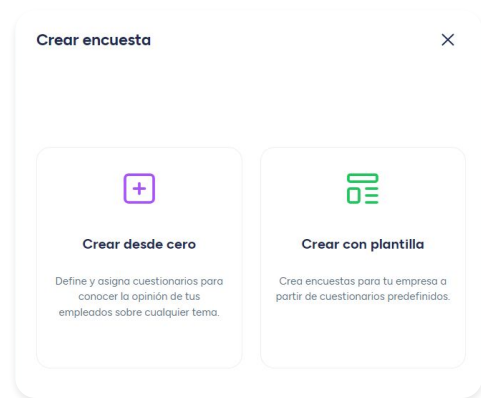 Crear encuesta
Crear desde cero
Define y asigna cuestionarios para
conocer la opinión de tus
empleados sobre cualquier tema.
Crear con plantilla
Crea encuestas para tu empresa a
partir de cuestionarios predefinidos.